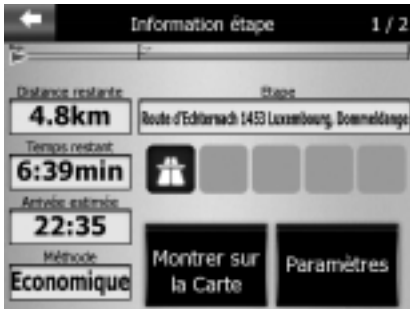 Information étape 1/2
Distance restante
4.8km
Etape
Route d'Echternach 1453 Luxembourg, Dommeldange
Temps restant
6:39min
Arrivée estimée
22:35
Méthode
Economique
Montrer sur
la Carte
Paramètres